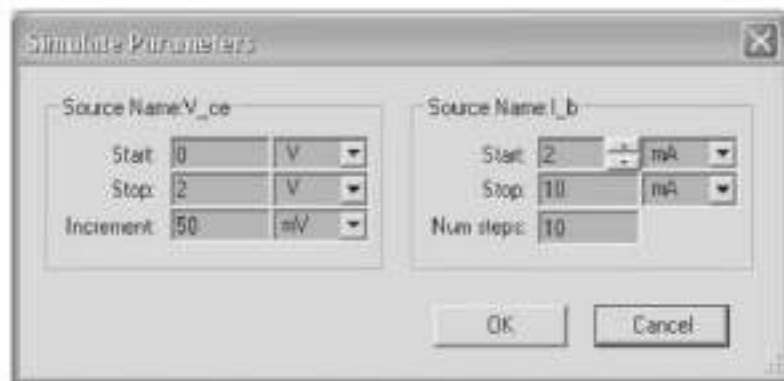 Simulate Parameters
Source Name:V_ce
Start: 0 V
Stop: 2 V
Increment: 50 mV
Source Name:I_b
Start: 2 mA
Stop: 10 mA
Num steps: 10
OK
Cancel